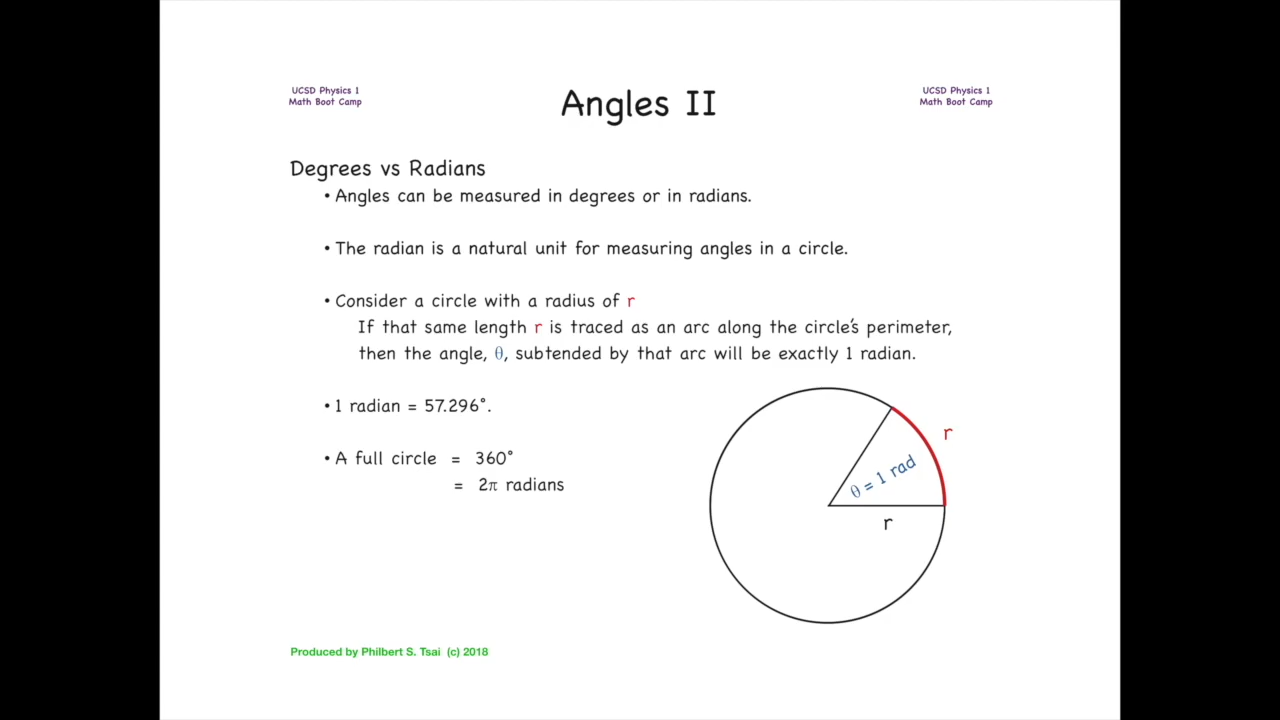 UCSD Physics 1
Math Boot Camp
Angles II
UCSD Physics 1
Math Boot Camp
Degrees vs Radians
• Angles can be measured in degrees or in radians.
• The radian is a natural unit for measuring angles in a circle.
• Consider a circle with a radius of r
If that same length r is traced as an arc along the circle's perimeter,
then the angle, θ, subtended by that arc will be exactly 1 radian.
• 1 radian = 57.296°.
• A full circle = 360°
= 2π radians
r
θ = 1 rad
r
Produced by Philbert S. Tsai (c) 2018